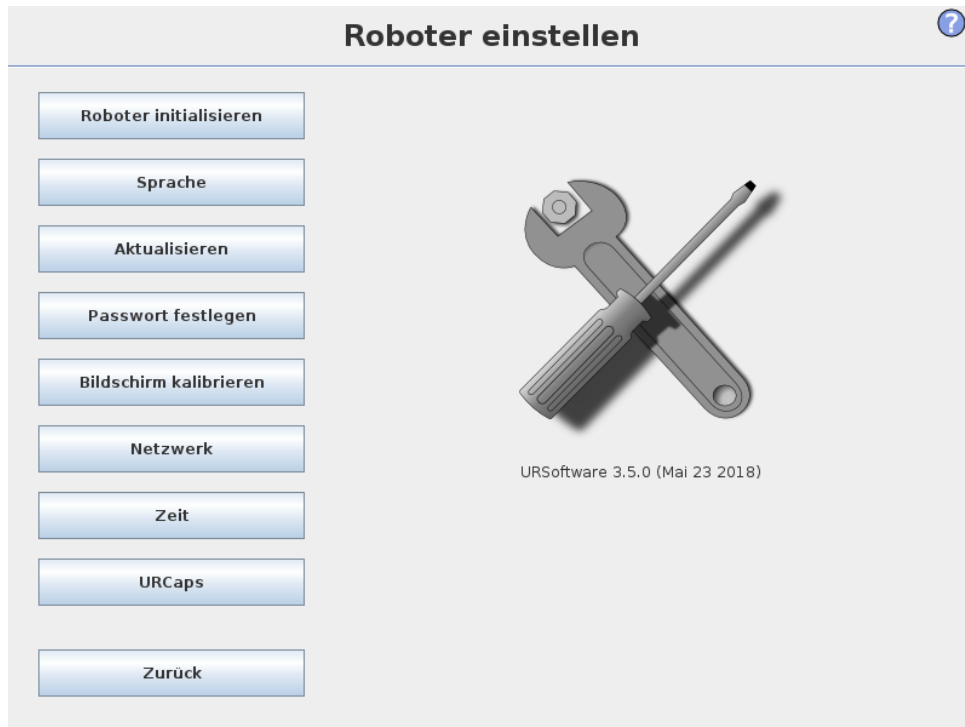 Roboter einstellen
?
Roboter initialisieren
Sprache
Aktualisieren
Passwort festlegen
Bildschirm kalibrieren
Netzwerk
Zeit
URCaps
Zurück
URSoftware 3.5.0 (Mai 23 2018)